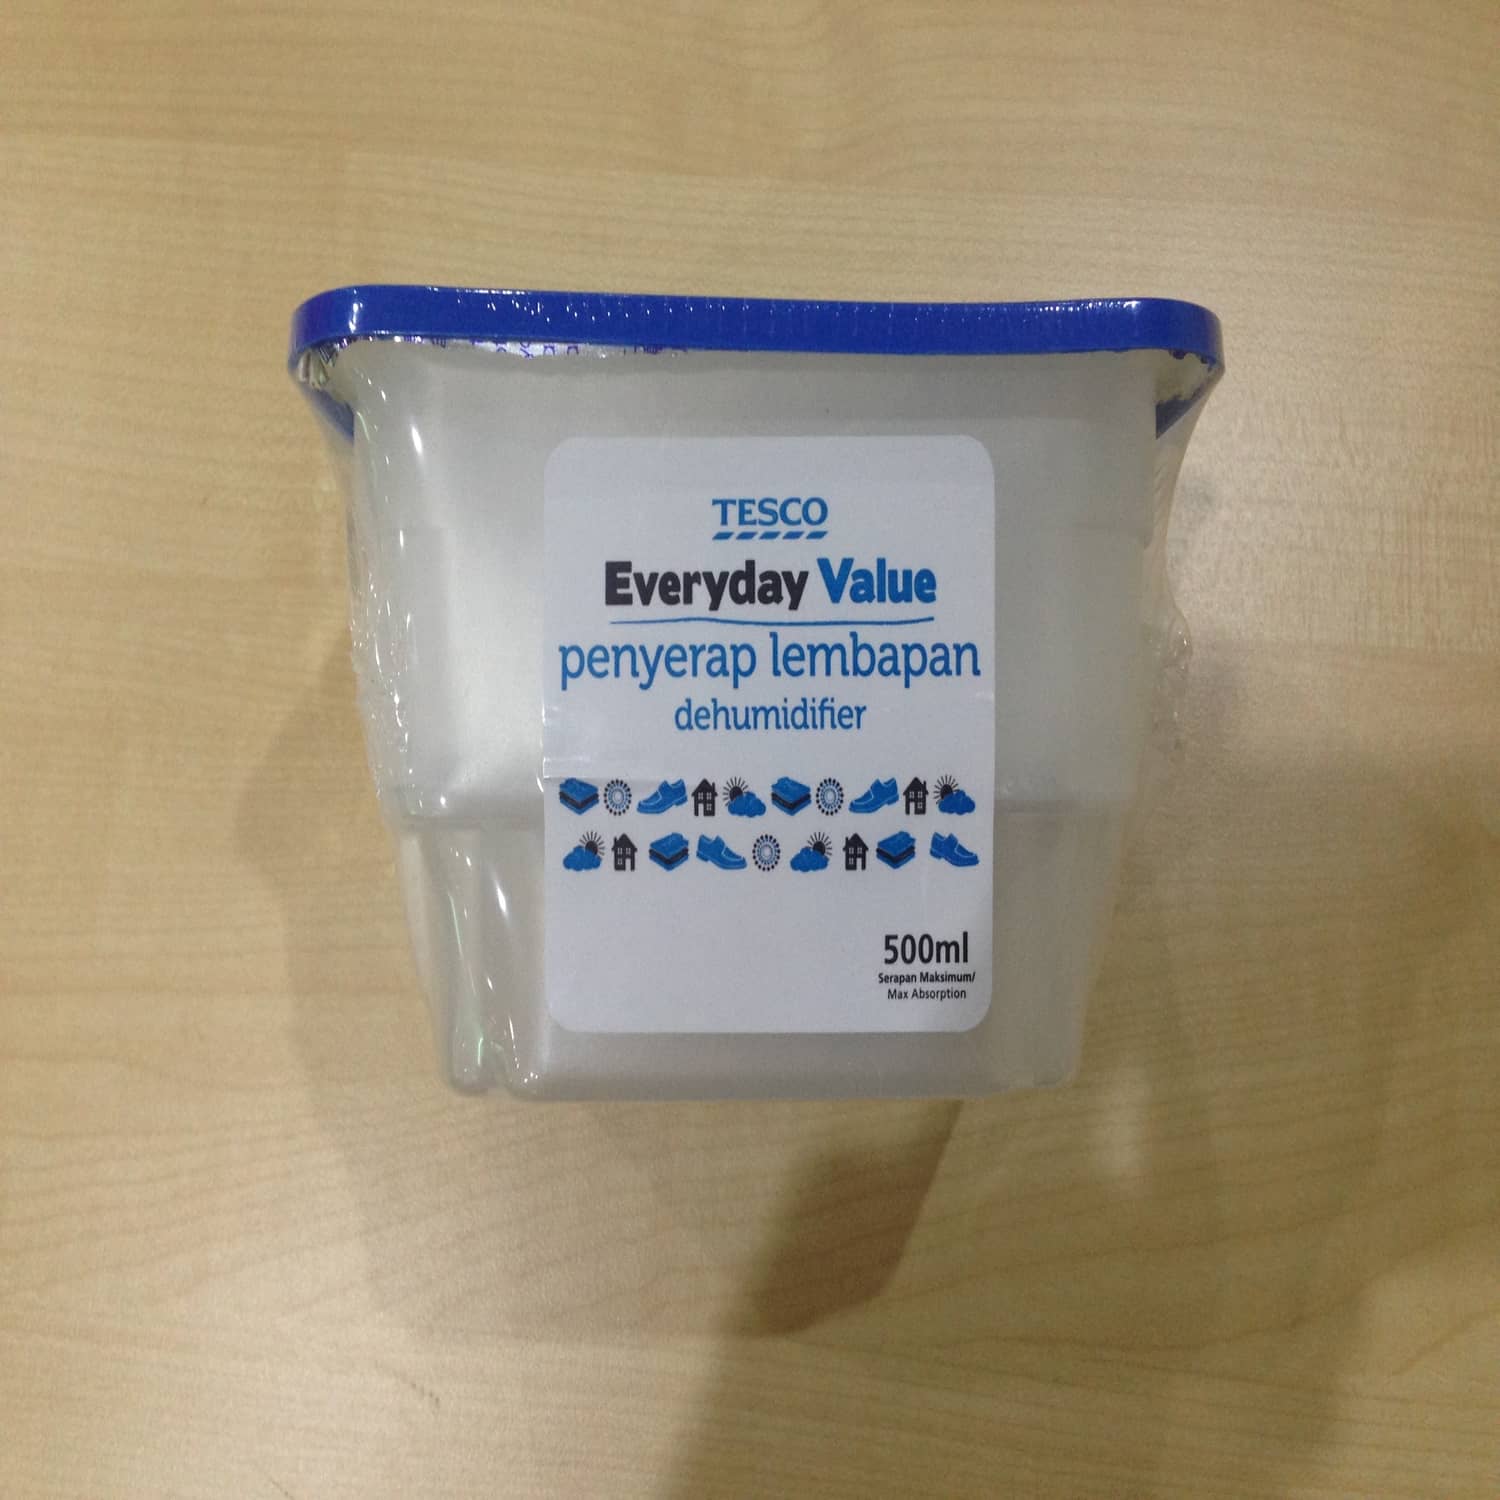 TESCO
Everyday Value
penyerap lembapan
dehumidifier
500ml
Serapan Maksimum/
Max Absorption